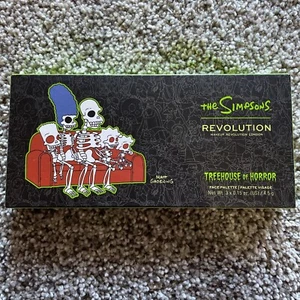 the Simpsons
REVOLUTION
MAKEUP REVOLUTION LONDON
TREEHOUSE OF HORROR
FACE PALETTE | PALETTE VISAGE
MATT
GROENING